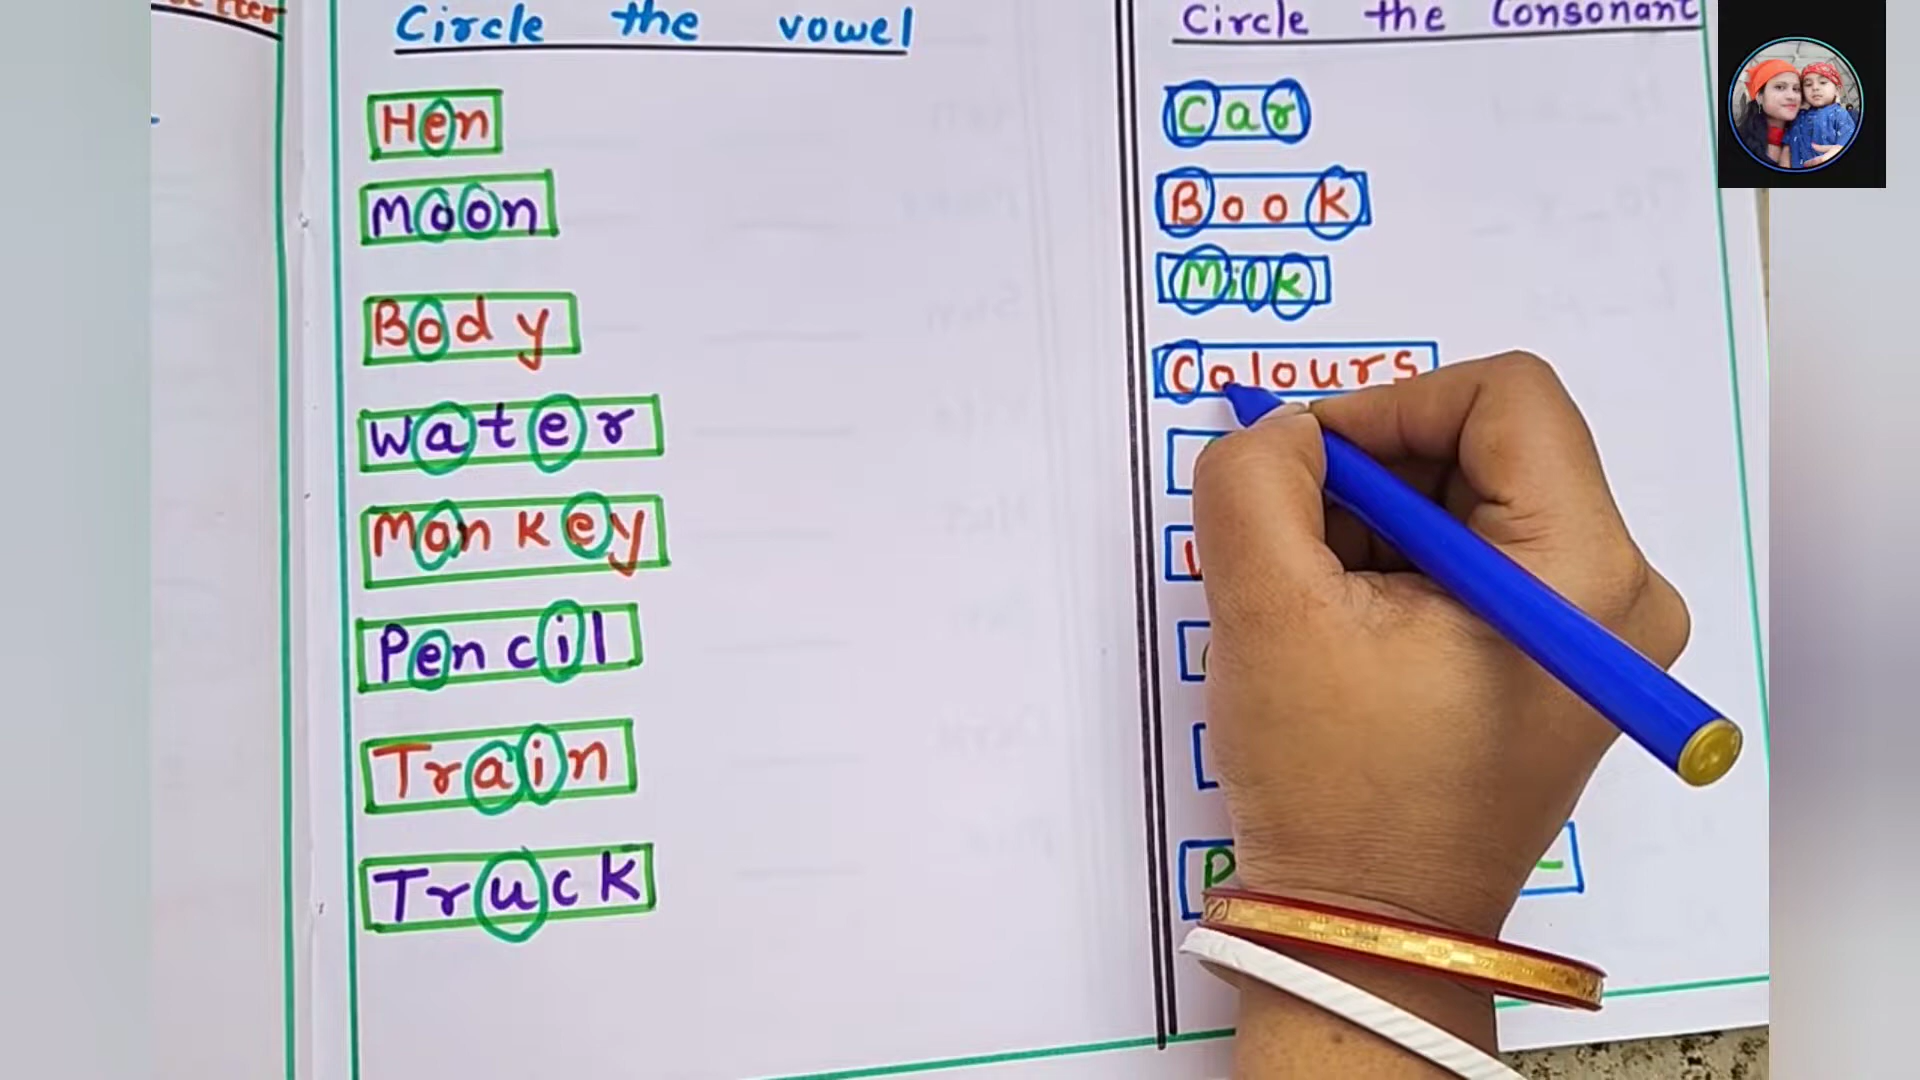 Circle the vowel
Hen
Moon
Body
Water
Monkey
Pencil
Train
Truck
Circle the Consonant
Car
Book
Milk
Colours